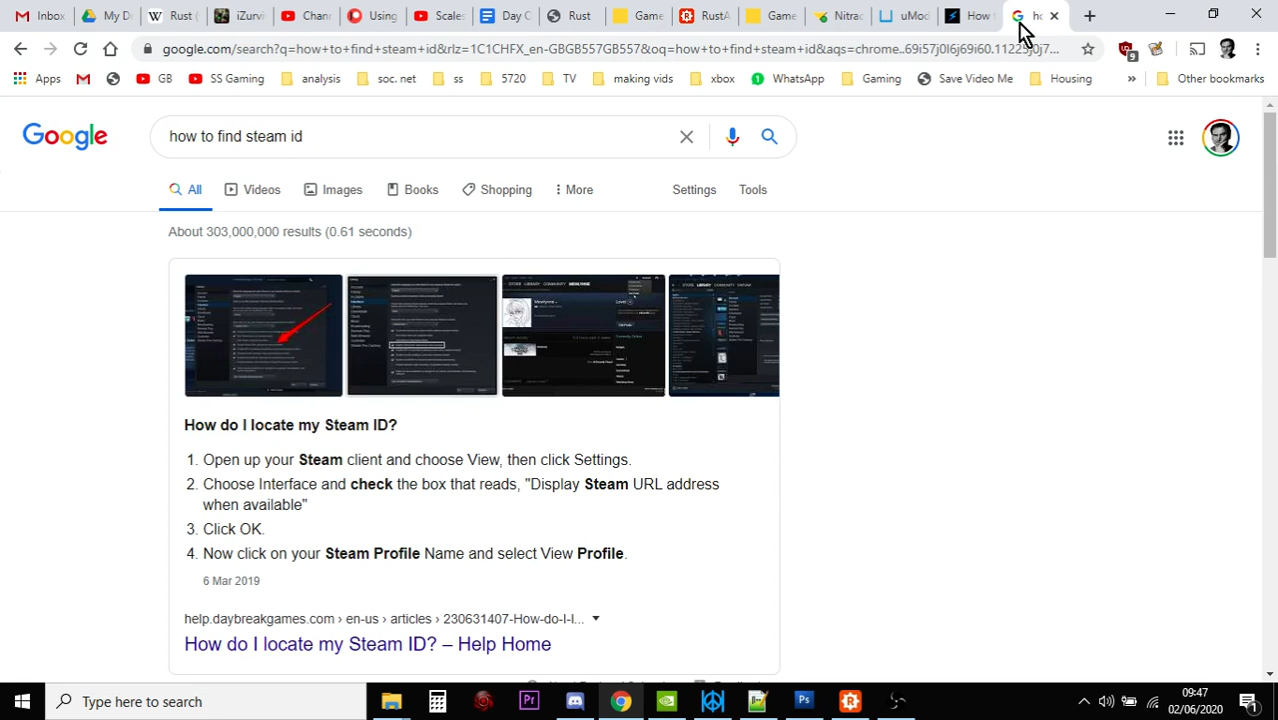 Inbox
My D
Rust (
iZurvi
Chann
Using
Scales
Day C
Rust
Game
RustA
Game
Nitrac
uMod
How t
ho
google.com/search?q=how+to+find+steam+id&rlz=1C1CHFX_en-GBGB557GB557&oq=how+to+find+steam+id&aqs=chrome..69i57j0l6j69i60.11225j0j7...
9
Apps
GB
SS Gaming
analysis
soc. net
5720
TV
making vids
xbox
WhatsApp
Gaming
Save Video Me
Housing
»
Other bookmarks
Google
how to find steam id
All
Videos
Images
Books
Shopping
More
Settings
Tools
About 303,000,000 results (0.61 seconds)
How do I locate my Steam ID?
1. Open up your Steam client and choose View, then click Settings.
2. Choose Interface and check the box that reads, "Display Steam URL address
when available"
3. Click OK.
4. Now click on your Steam Profile Name and select View Profile.
6 Mar 2019
help.daybreakgames.com › en-us › articles › 230631407-How-do-I-l...
How do I locate my Steam ID? – Help Home
Type here to search
09:47
02/06/2020
1